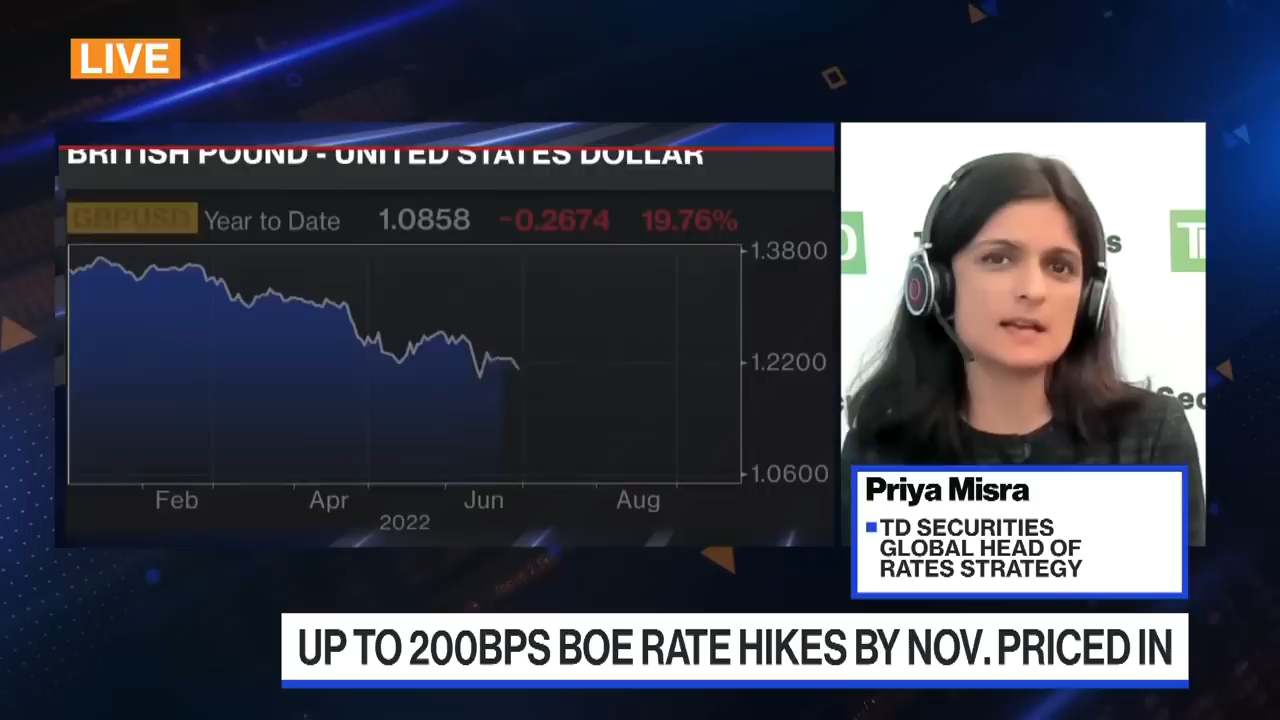 LIVE
BRITISH POUND - UNITED STATES DOLLAR
GBPUSD Year to Date 1.0858 -0.2674 19.76%
1.3800
1.2200
1.0600
Feb Apr Jun Aug
2022
Priya Misra
TD SECURITIES
GLOBAL HEAD OF
RATES STRATEGY
UP TO 200BPS BOE RATE HIKES BY NOV. PRICED IN